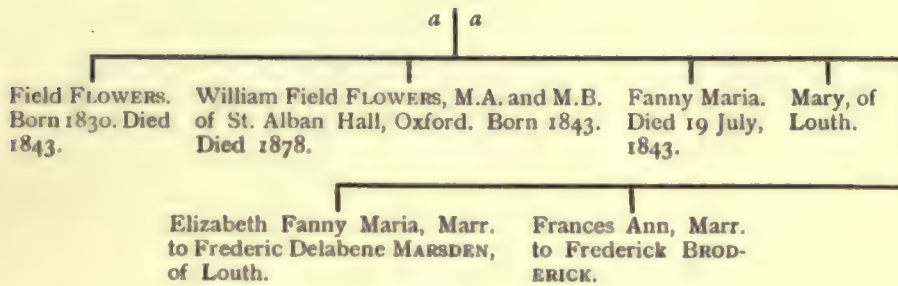 a a
Field FLOWERS. William Field FLOWERS, M.A. and M.B. Fanny Maria. Mary, of
Born 1830. Died of St. Alban Hall, Oxford. Born 1843. Died 19 July, Louth.
1843. Died 1878. 1843.
Elizabeth Fanny Maria, Marr. Frances Ann, Marr.
to Frederic Delabene MARSDEN, to Frederick BROD-
of Louth. ERICK.